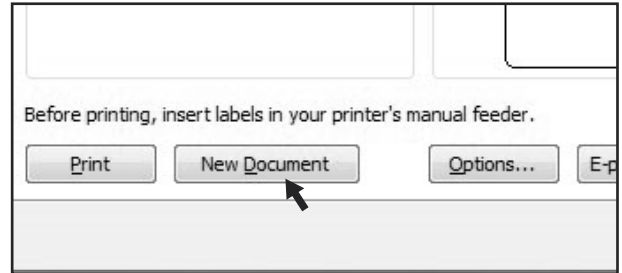 Before printing, insert labels in your printer's manual feeder.
Print New Document Options... E-p